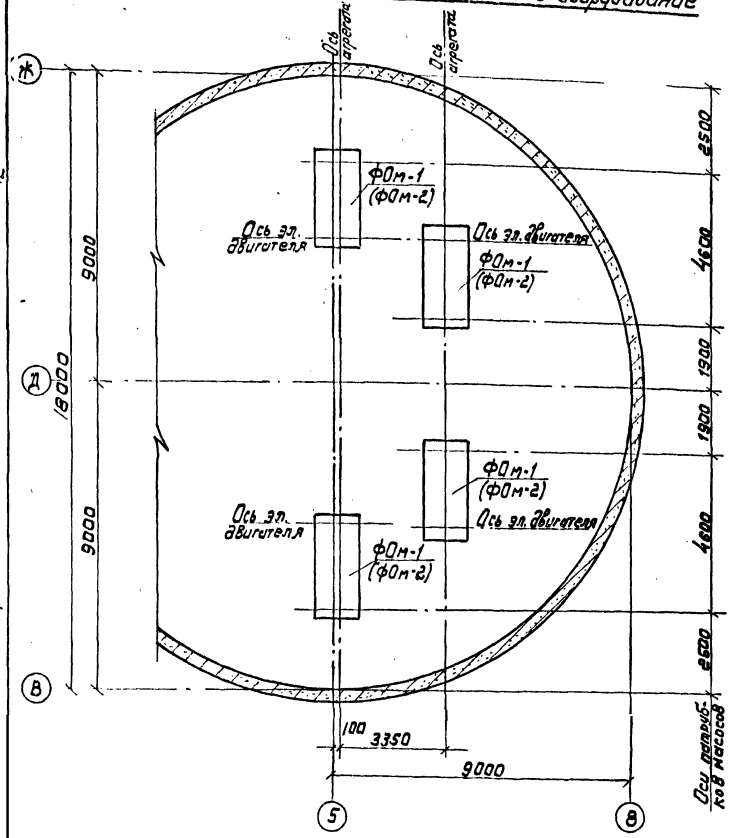 оборудование
Ось
агрегата
Ось
агрегата
Ж
2500
ФОм-1
(ФОм-2)
Ось эл.
двигателя
Ось эл. двигателя
ФОм-1
(ФОм-2)
4600
9000
1900
Д
18000
1900
ФОм-1
(ФОм-2)
Ось эл.
двигателя
Ось эл. двигателя
ФОм-1
(ФОм-2)
4600
9000
2500
В
Оси патруб-
ков насосов
100
3350
9000
5
8